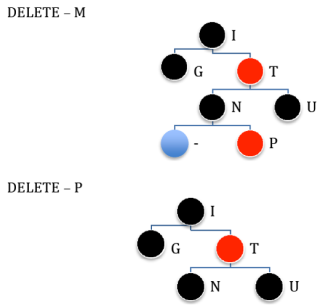 DELETE – M
I
G T
N U
- P
DELETE – P
I
G T
N U